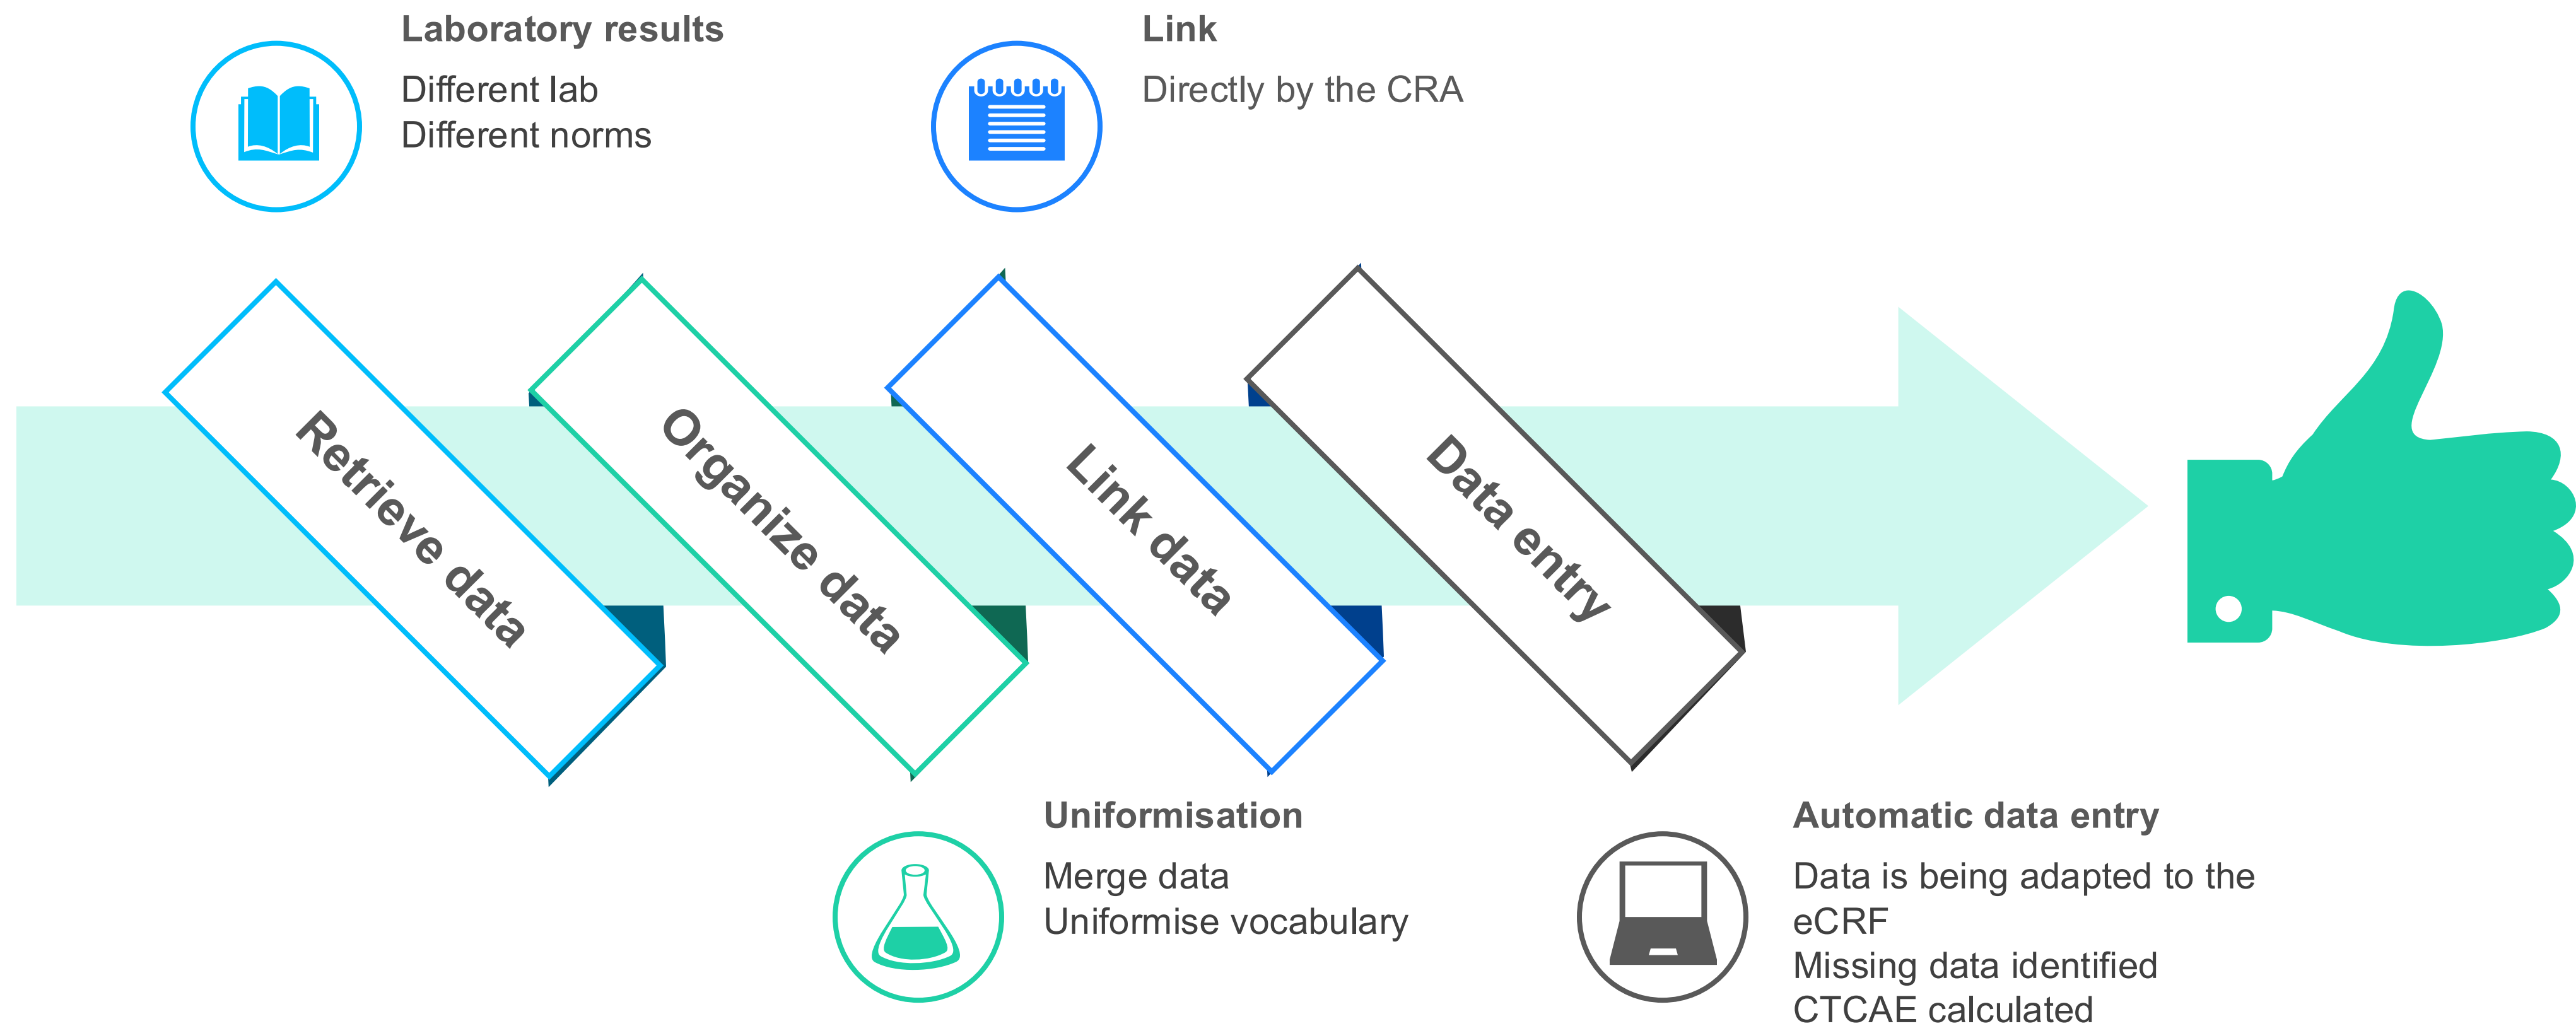 Laboratory results
Different lab
Different norms
Link
Directly by the CRA
Retrieve data
Organize data
Link data
Data entry
Uniformisation
Merge data
Uniformise vocabulary
Automatic data entry
Data is being adapted to the
eCRF
Missing data identified
CTCAE calculated